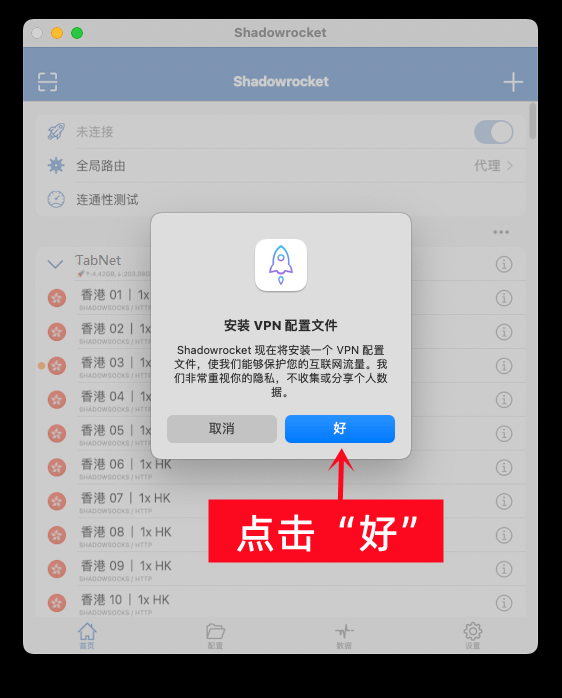 Shadowrocket
Shadowrocket
未连接
全局路由
代理
连通性测试
TabNet
香港 01 | 1x
SHADOWSOCKS / HTTP
香港 02 | 1x
SHADOWSOCKS / HTTP
香港 03 | 1x
SHADOWSOCKS / HTTP
香港 04 | 1x
SHADOWSOCKS / HTTP
香港 05 | 1x
SHADOWSOCKS / HTTP
香港 06 | 1x HK
SHADOWSOCKS / HTTP
香港 07 | 1x HK
SHADOWSOCKS / HTTP
香港 08 | 1x HK
SHADOWSOCKS / HTTP
香港 09 | 1x HK
SHADOWSOCKS / HTTP
香港 10 | 1x HK
SHADOWSOCKS / HTTP
安装 VPN 配置文件
Shadowrocket 现在将安装一个 VPN 配置
文件，使我们能够保护您的互联网流量。我
们非常重视你的隐私，不收集或分享个人数
据。
取消
好
点击“好”
首页
配置
数据
设置